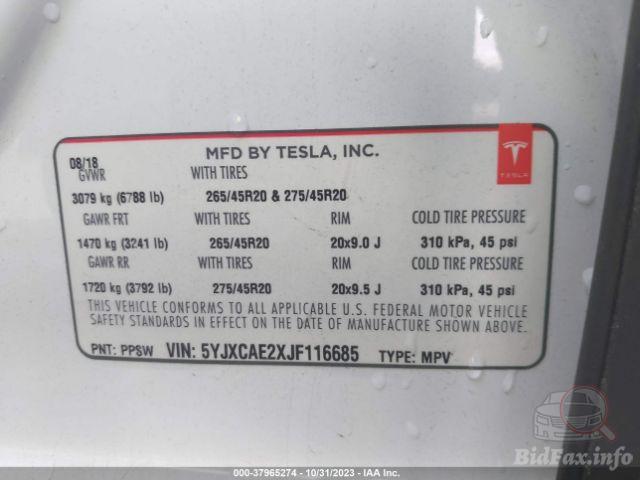 08/18 MFD BY TESLA, INC.
GVWR WITH TIRES
3079 kg (6788 lb) 265/45R20 & 275/45R20
GAWR FRT WITH TIRES RIM COLD TIRE PRESSURE
1470 kg (3241 lb) 265/45R20 20x9.0 J 310 kPa, 45 psi
GAWR RR WITH TIRES RIM COLD TIRE PRESSURE
1720 kg (3792 lb) 275/45R20 20x9.5 J 310 kPa, 45 psi
THIS VEHICLE CONFORMS TO ALL APPLICABLE U.S. FEDERAL MOTOR VEHICLE
SAFETY STANDARDS IN EFFECT ON THE DATE OF MANUFACTURE SHOWN ABOVE.
PNT: PPSW VIN: 5YJXCAE2XJF116685 TYPE: MPV
TESLA
BidFax.info
000-37965274 - 10/31/2023 - IAA Inc.